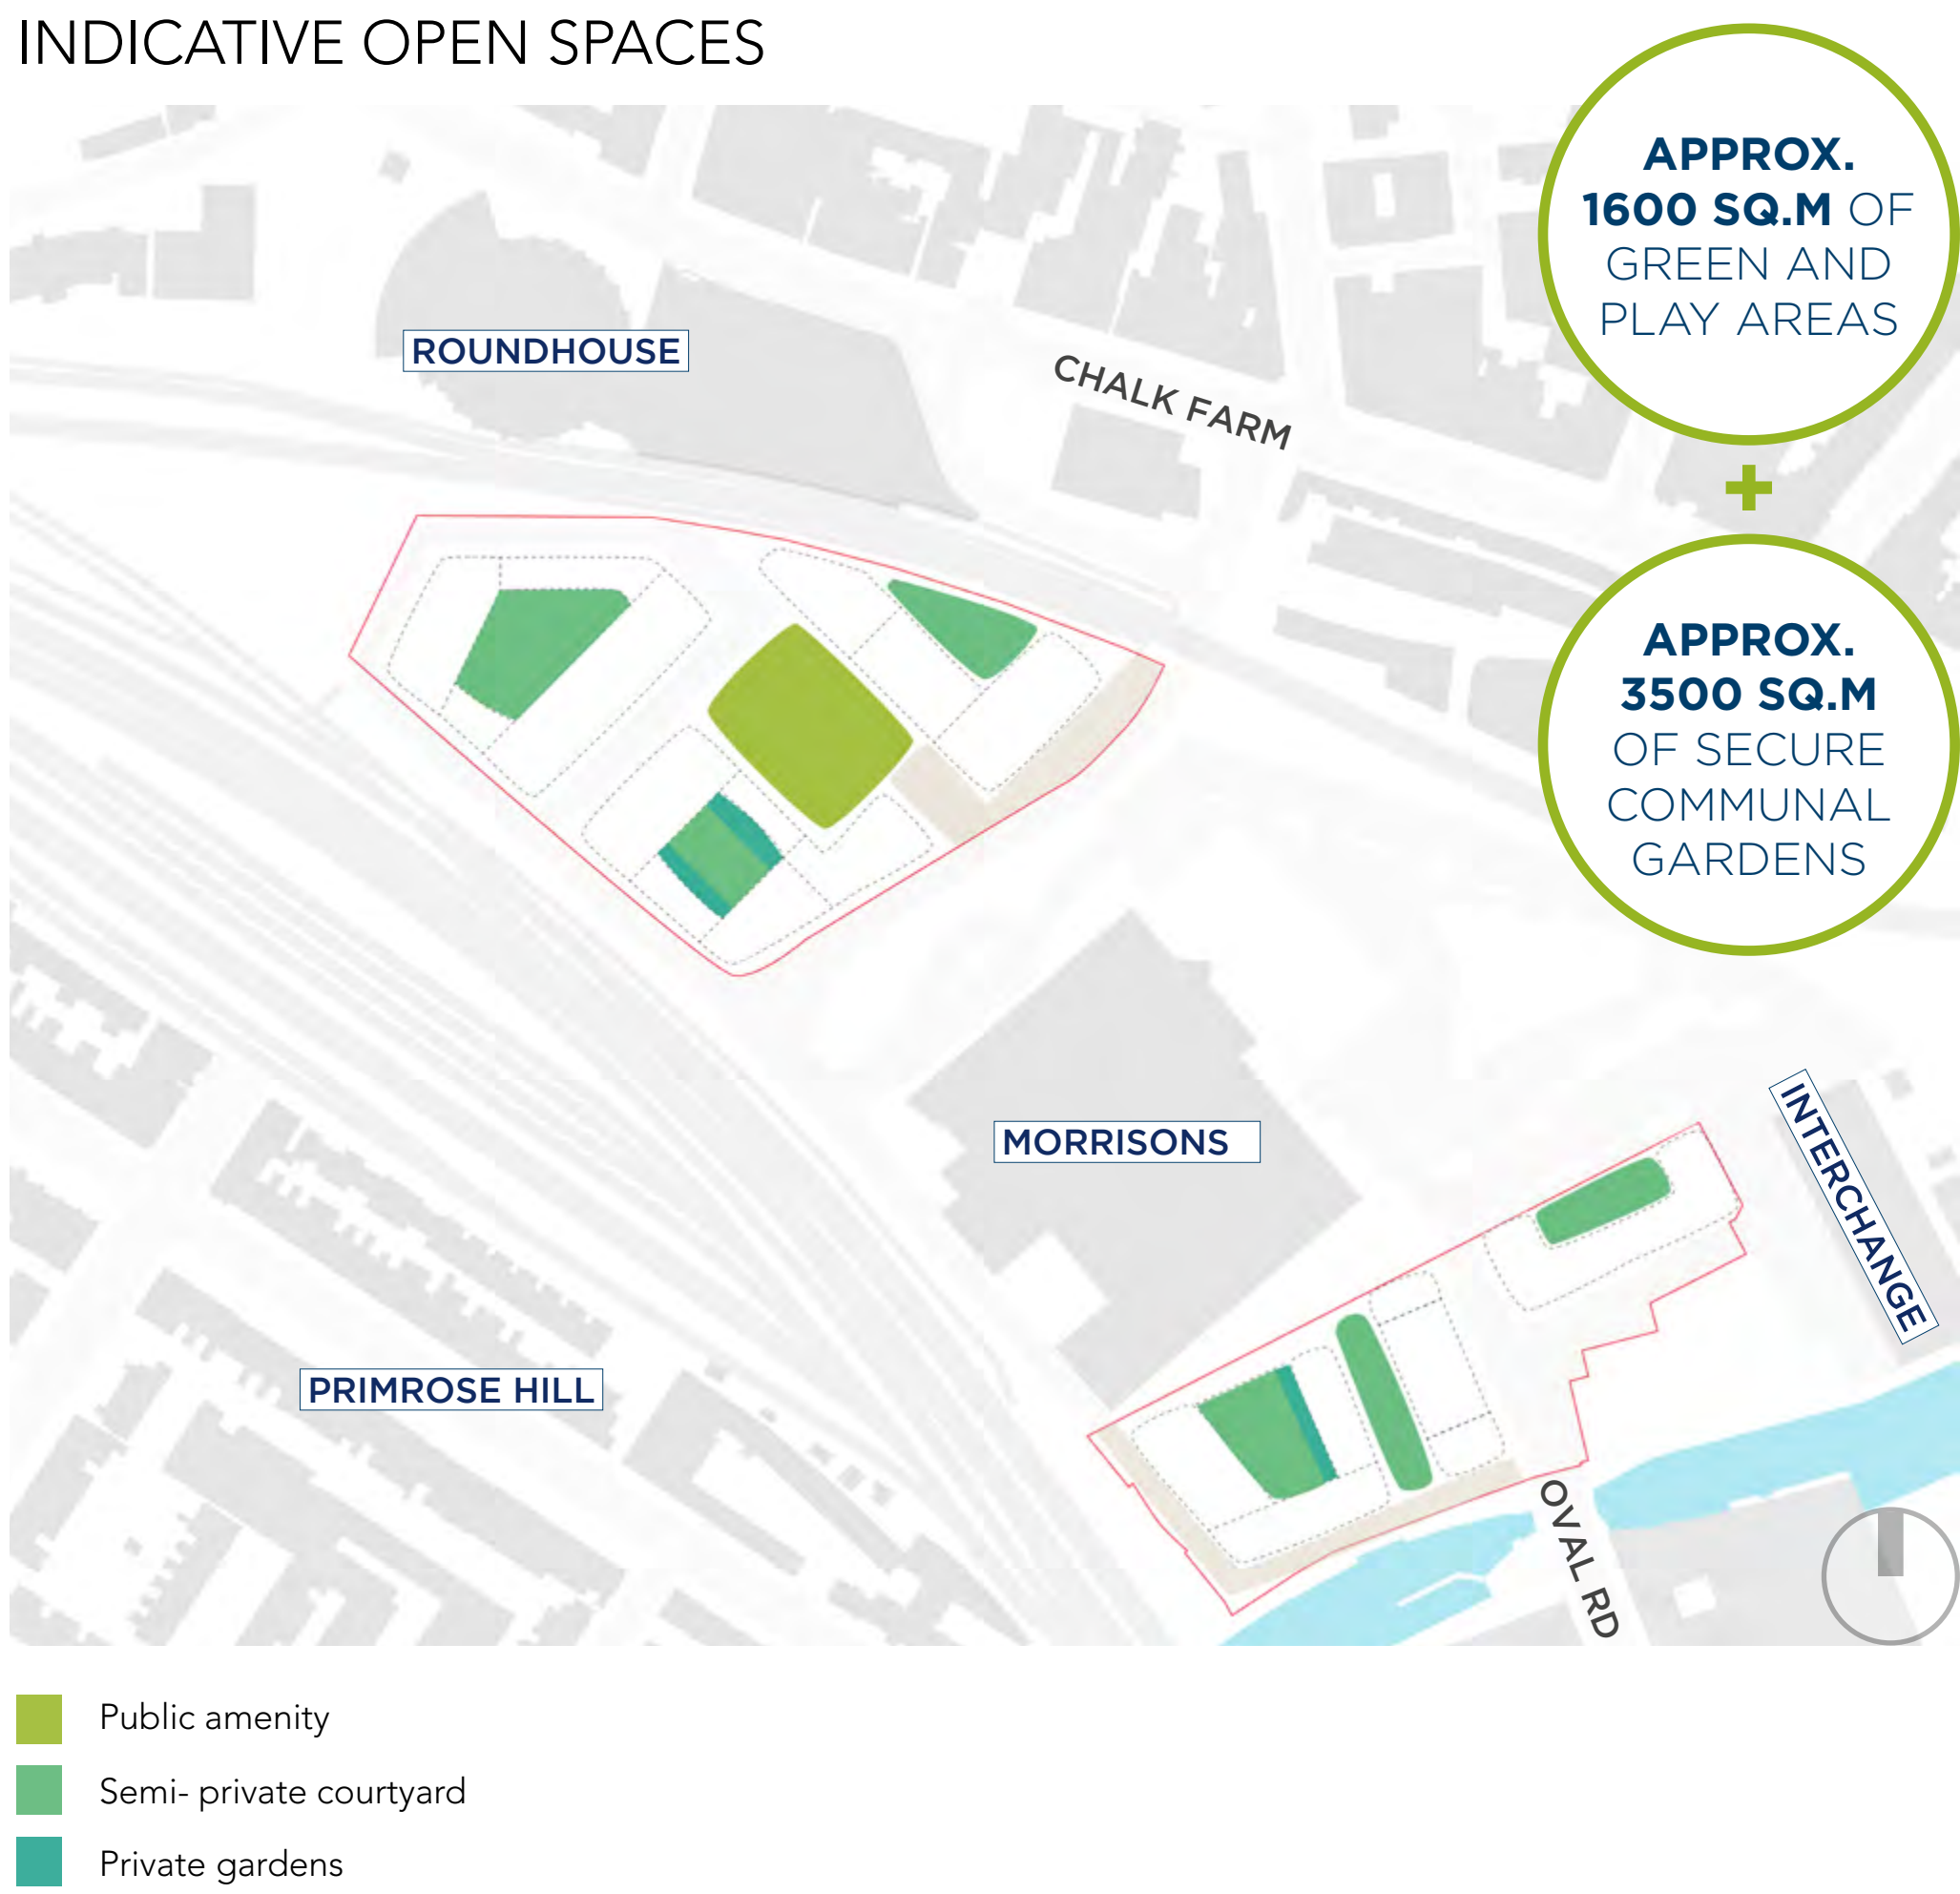 INDICATIVE OPEN SPACES
APPROX.
1600 SQ.M OF
GREEN AND
PLAY AREAS
+
APPROX.
3500 SQ.M
OF SECURE
COMMUNAL
GARDENS
ROUNDHOUSE
CHALK FARM
MORRISONS
INTERCHANGE
PRIMROSE HILL
OVAL RD
Public amenity
Semi- private courtyard
Private gardens